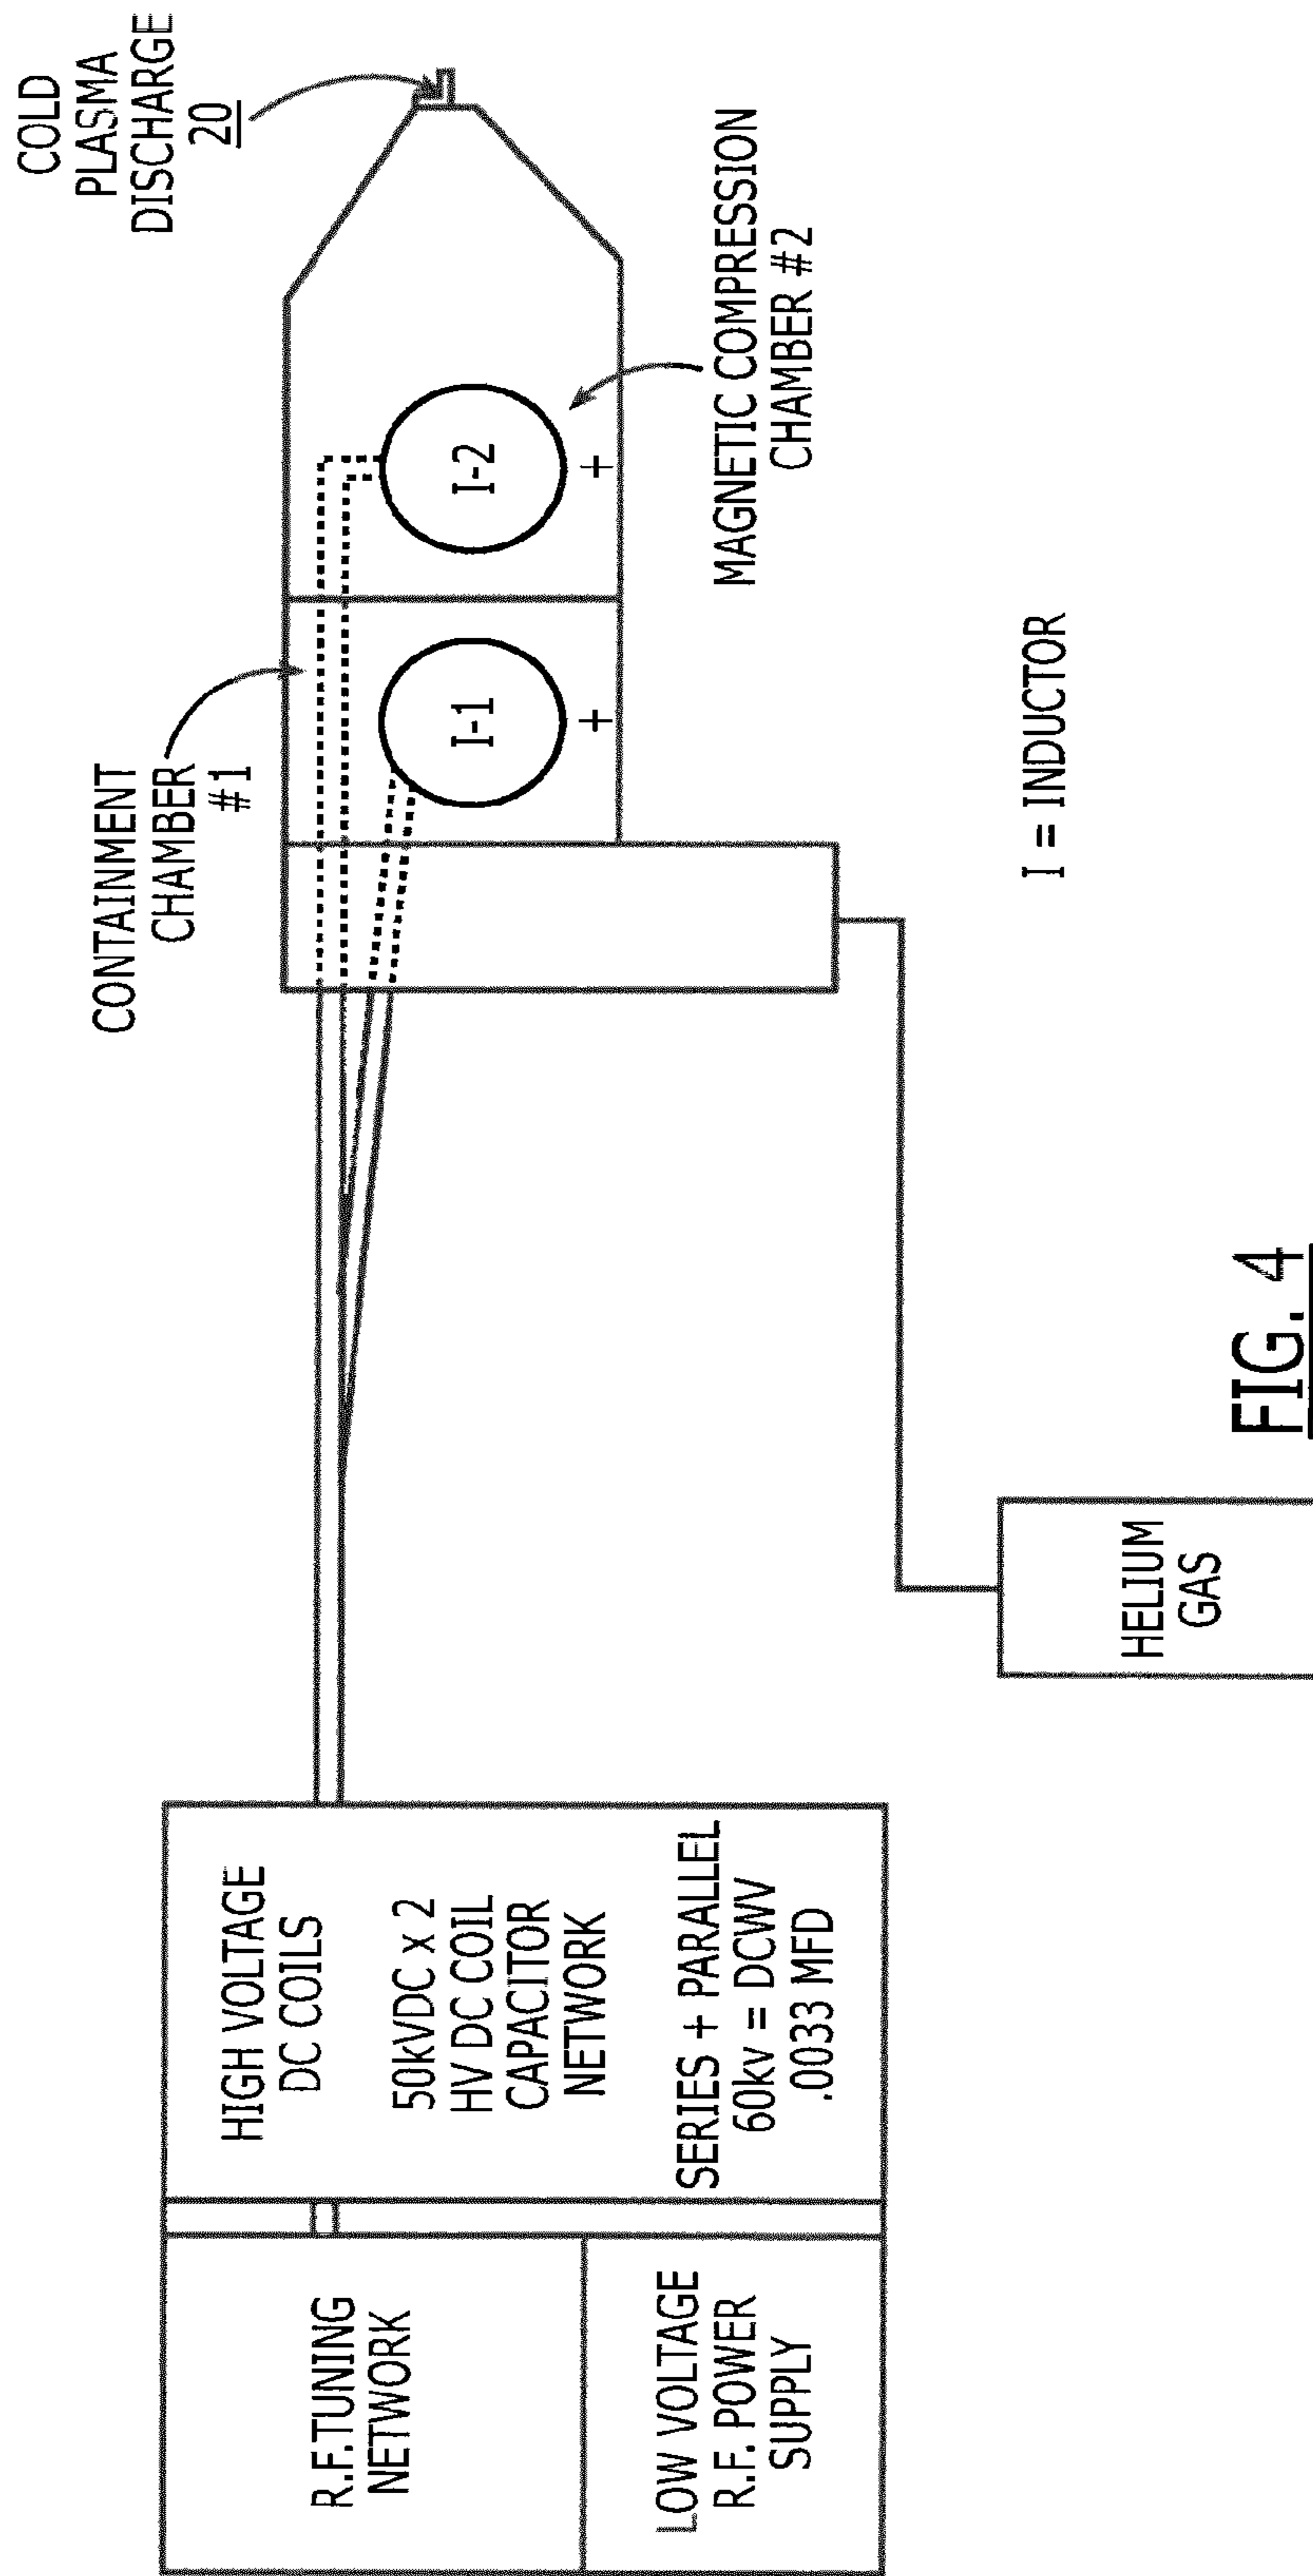 R.F.TUNING
NETWORK
LOW VOLTAGE
R.F. POWER
SUPPLY
HIGH VOLTAGE
DC COILS
50kVDC x 2
HV DC COIL
CAPACITOR
NETWORK
SERIES + PARALLEL
60kv = DCWV
.0033 MFD
HELIUM
GAS
CONTAINMENT
CHAMBER
#1
I-1
+
I-2
+
MAGNETIC COMPRESSION
CHAMBER #2
COLD
PLASMA
DISCHARGE
20
I = INDUCTOR
FIG. 4